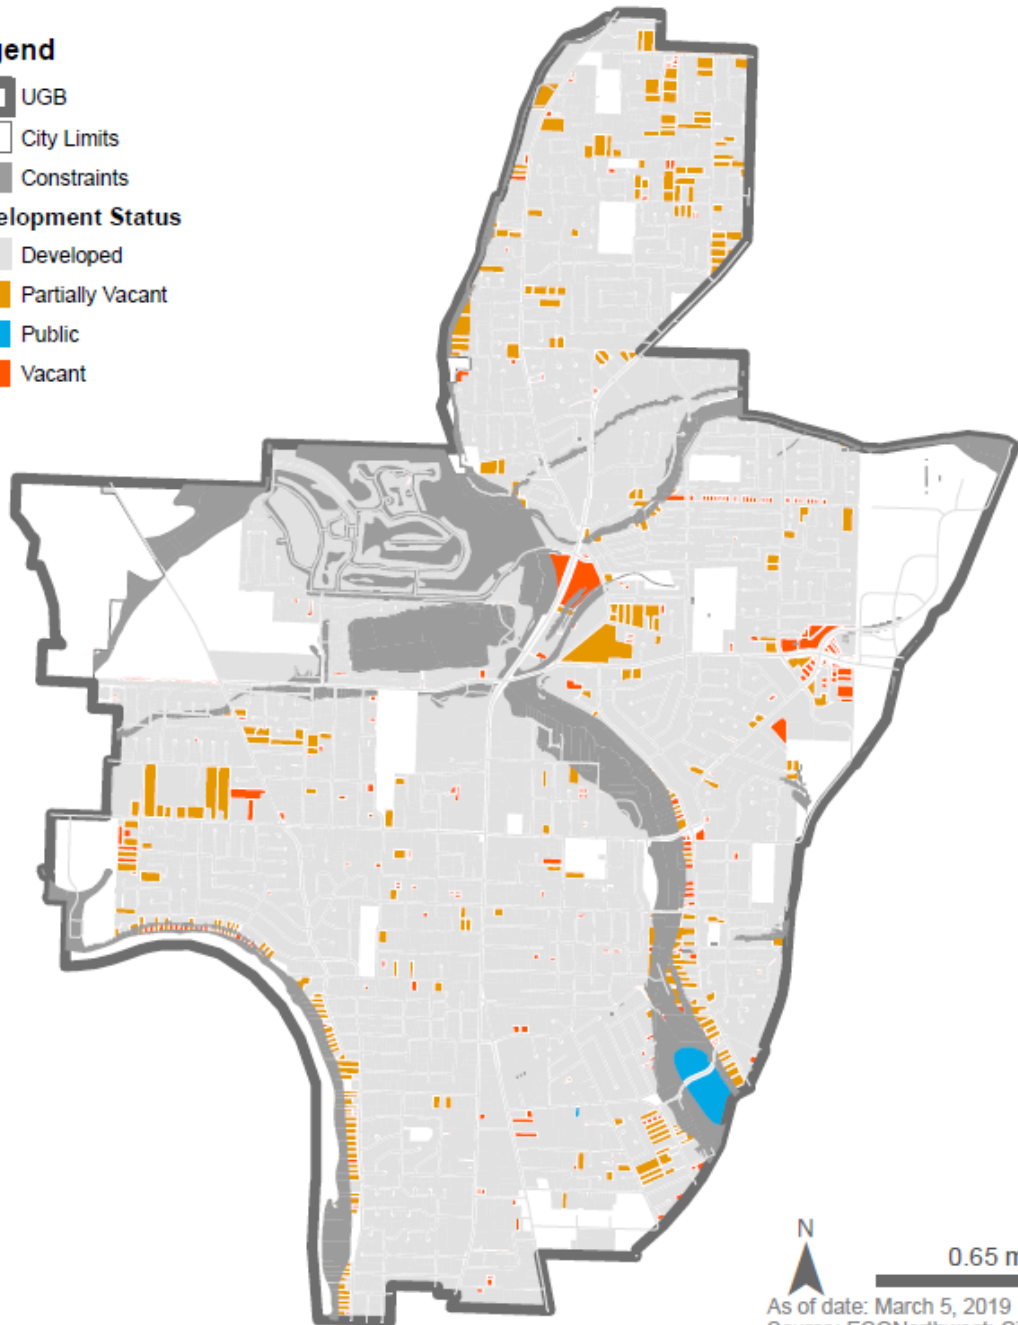 gend
UGB
City Limits
Constraints
elopment Status
Developed
Partially Vacant
Public
Vacant
N
0.65 m
As of date: March 5, 2019